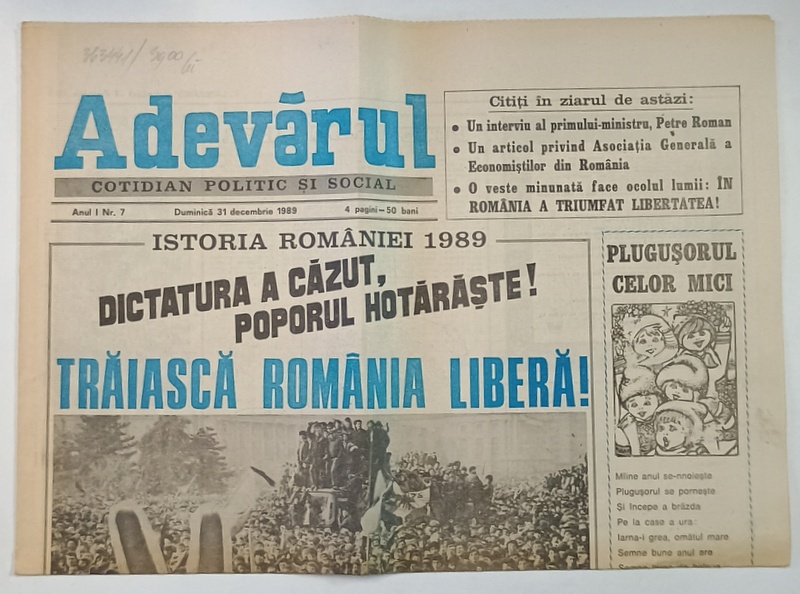 Adevărul
COTIDIAN POLITIC ȘI SOCIAL
Anul I Nr. 7 Duminică 31 decembrie 1989 4 pagini—50 bani
Citiți în ziarul de astăzi:
• Un interviu al primului-ministru, Petre Roman
• Un articol privind Asociația Generală a
Economiștilor din România
• O veste minunată face ocolul lumii: ÎN
ROMÂNIA A TRIUMFAT LIBERTATEA!
ISTORIA ROMÂNIEI 1989
DICTATURA A CĂZUT,
POPORUL HOTĂRĂȘTE!
TRĂIASCĂ ROMÂNIA LIBERĂ!
PLUGUȘORUL
CELOR MICI
Mîine anul se-nnoiește
Plugușorul se pornește
Și începe a brăzda
Pe la case a ura:
Iarna-i grea, omătul mare
Semne bune anul are
Semne bune de